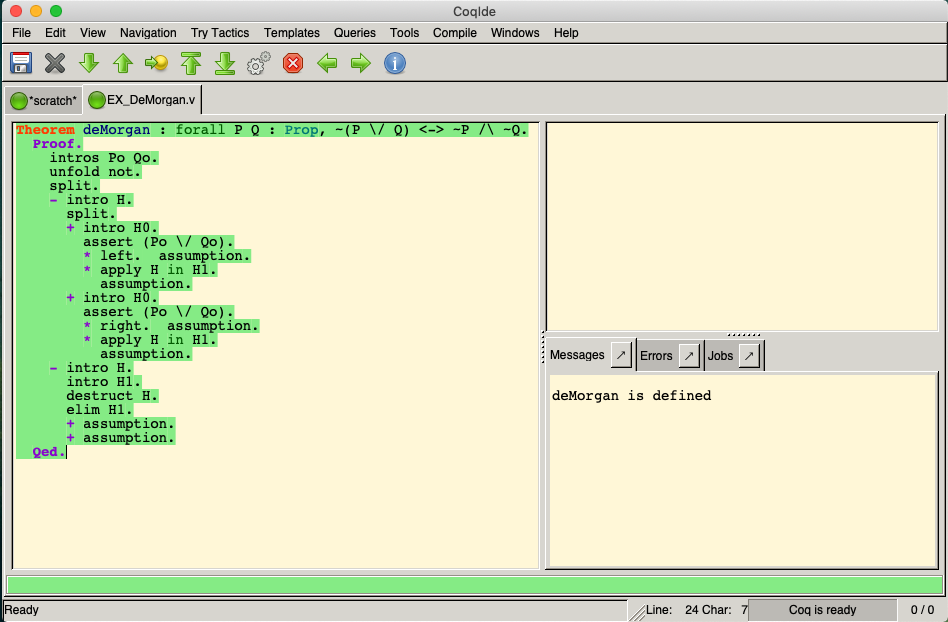 CoqIde
File Edit View Navigation Try Tactics Templates Queries Tools Compile Windows Help
*scratch* EX_DeMorgan.v
Theorem deMorgan : forall P Q : Prop, ~(P \/ Q) <-> ~P /\ ~Q.
Proof.
intros Po Qo.
unfold not.
split.
- intro H.
split.
+ intro H0.
assert (Po \/ Qo).
* left.  assumption.
* apply H in H1.
assumption.
+ intro H0.
assert (Po \/ Qo).
* right.  assumption.
* apply H in H1.
assumption.
- intro H.
intro H1.
destruct H.
elim H1.
+ assumption.
+ assumption.
Qed.
Messages ↗ Errors ↗ Jobs ↗
deMorgan is defined
Ready
Line: 24 Char: 7 Coq is ready 0 / 0